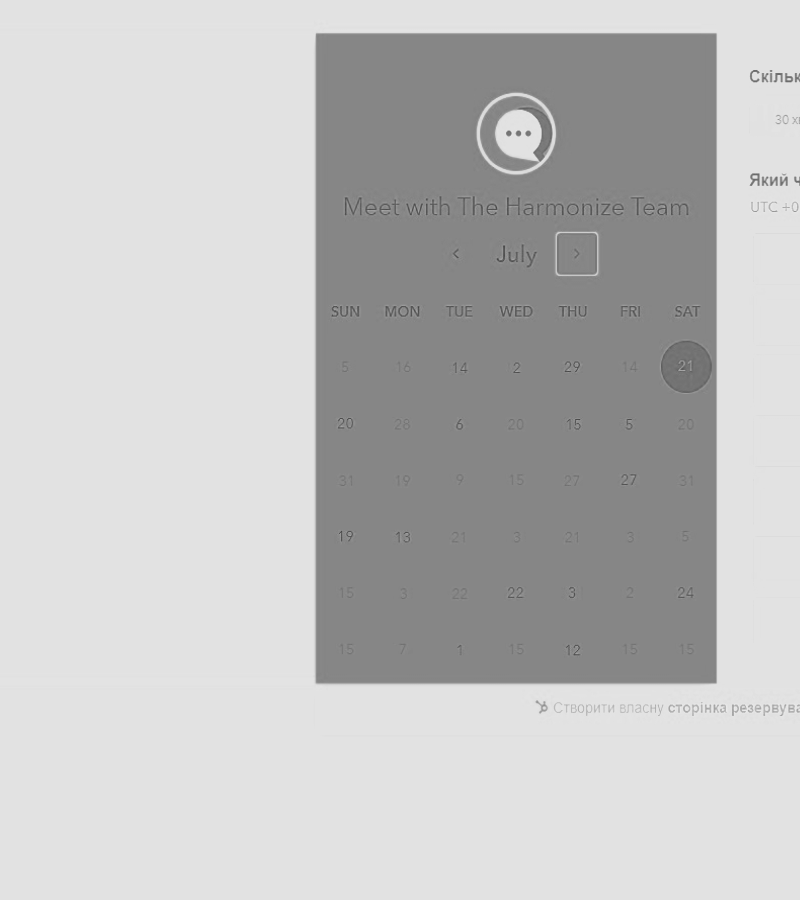 Скільк
30 хв
Який ч
UTC +0
Meet with The Harmonize Team
July
SUN MON TUE WED THU FRI SAT
5 16 14 2 29 14 21
20 28 6 20 15 5 20
31 19 9 15 27 27 31
19 13 21 3 21 3 5
15 3 22 22 3 2 24
15 7 1 15 12 15 15
Створити власну сторінка резервува